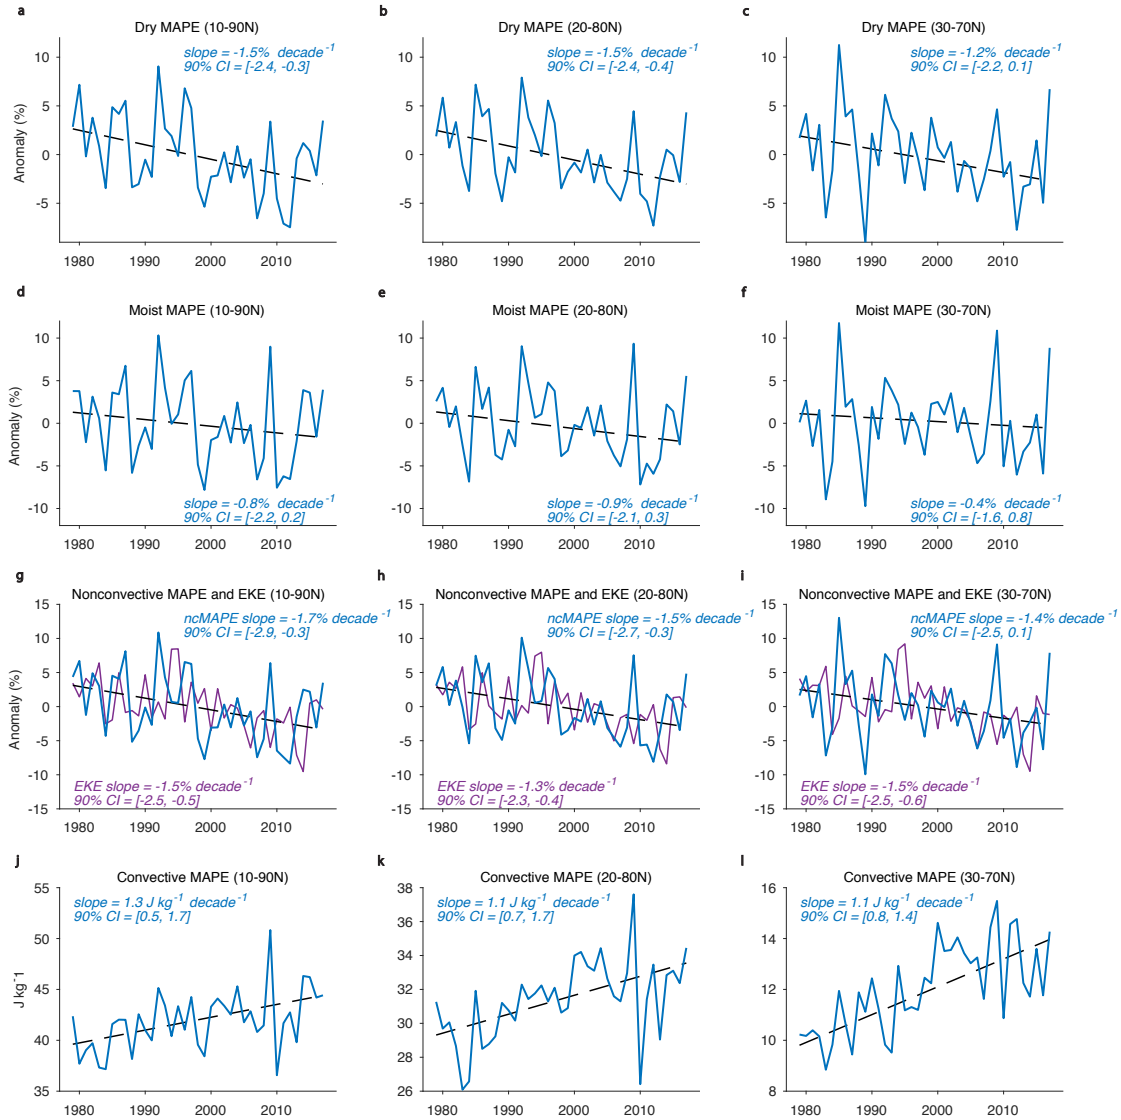 a
Dry MAPE (10-90N)
slope = -1.5% decade-1
90% CI = [-2.4, -0.3]
Anomaly (%)
10
5
0
-5
1980 1990 2000 2010
b
Dry MAPE (20-80N)
slope = -1.5% decade-1
90% CI = [-2.4, -0.4]
10
5
0
-5
1980 1990 2000 2010
c
Dry MAPE (30-70N)
slope = -1.2% decade-1
90% CI = [-2.2, 0.1]
10
5
0
-5
1980 1990 2000 2010
d
Moist MAPE (10-90N)
Anomaly (%)
10
5
0
-5
-10
slope = -0.8% decade-1
90% CI = [-2.2, 0.2]
1980 1990 2000 2010
e
Moist MAPE (20-80N)
10
5
0
-5
-10
slope = -0.9% decade-1
90% CI = [-2.1, 0.3]
1980 1990 2000 2010
f
Moist MAPE (30-70N)
10
5
0
-5
-10
slope = -0.4% decade-1
90% CI = [-1.6, 0.8]
1980 1990 2000 2010
g
Nonconvective MAPE and EKE (10-90N)
ncMAPE slope = -1.7% decade -1
90% CI = [-2.9, -0.3]
Anomaly (%)
15
10
5
0
-5
-10
-15
EKE slope = -1.5% decade-1
90% CI = [-2.5, -0.5]
1980 1990 2000 2010
h
Nonconvective MAPE and EKE (20-80N)
ncMAPE slope = -1.5% decade -1
90% CI = [-2.7, -0.3]
15
10
5
0
-5
-10
-15
EKE slope = -1.3% decade-1
90% CI = [-2.3, -0.4]
1980 1990 2000 2010
i
Nonconvective MAPE and EKE (30-70N)
ncMAPE slope = -1.4% decade -1
90% CI = [-2.5, 0.1]
15
10
5
0
-5
-10
-15
EKE slope = -1.5% decade-1
90% CI = [-2.5, -0.6]
1980 1990 2000 2010
j
Convective MAPE (10-90N)
slope = 1.3 J kg-1 decade-1
90% CI = [0.5, 1.7]
J kg-1
55
50
45
40
35
1980 1990 2000 2010
k
Convective MAPE (20-80N)
slope = 1.1 J kg-1 decade-1
90% CI = [0.7, 1.7]
38
36
34
32
30
28
26
1980 1990 2000 2010
l
Convective MAPE (30-70N)
slope = 1.1 J kg-1 decade-1
90% CI = [0.8, 1.4]
16
14
12
10
8
1980 1990 2000 2010